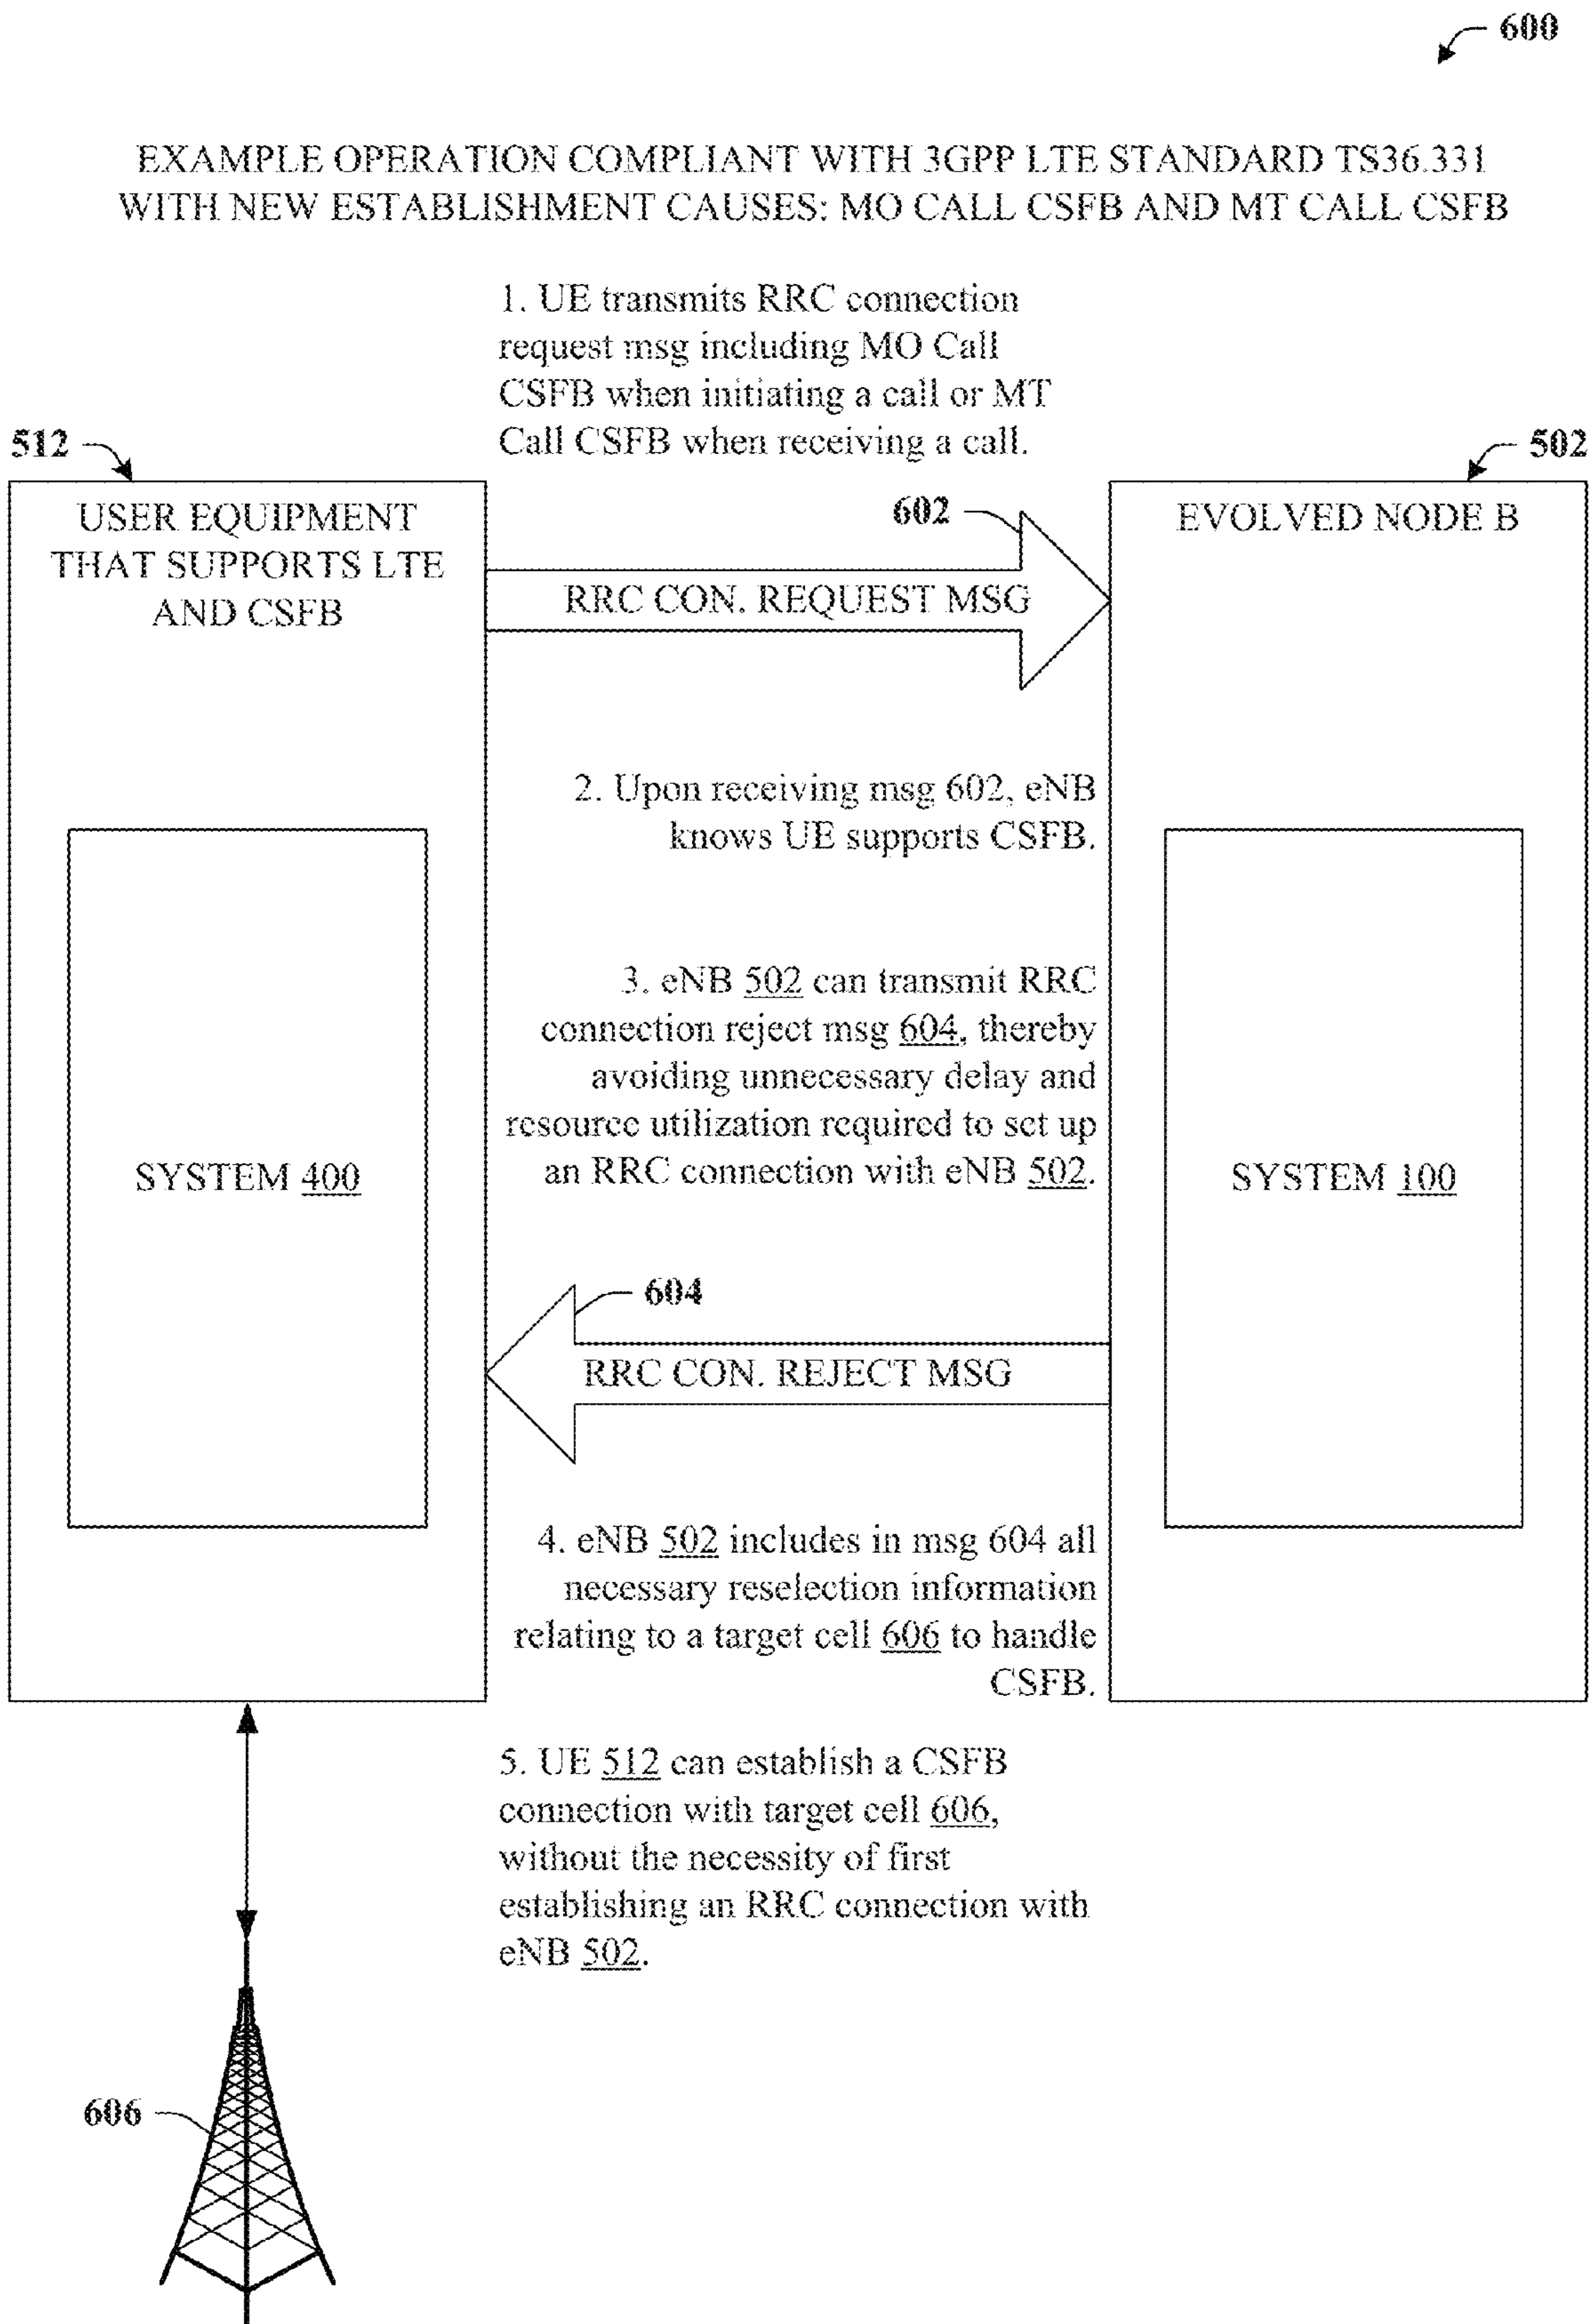 600
EXAMPLE OPERATION COMPLIANT WITH 3GPP LTE STANDARD TS36.331
WITH NEW ESTABLISHMENT CAUSES: MO CALL CSFB AND MT CALL CSFB
1. UE transmits RRC connection
request msg including MO Call
CSFB when initiating a call or MT
Call CSFB when receiving a call.
512
502
USER EQUIPMENT
THAT SUPPORTS LTE
AND CSFB
602
EVOLVED NODE B
RRC CON. REQUEST MSG
2. Upon receiving msg 602, eNB
knows UE supports CSFB.
3. eNB 502 can transmit RRC
connection reject msg 604, thereby
avoiding unnecessary delay and
resource utilization required to set up
an RRC connection with eNB 502.
SYSTEM 400
SYSTEM 100
604
RRC CON. REJECT MSG
4. eNB 502 includes in msg 604 all
necessary reselection information
relating to a target cell 606 to handle
CSFB.
5. UE 512 can establish a CSFB
connection with target cell 606,
without the necessity of first
establishing an RRC connection with
eNB 502.
606